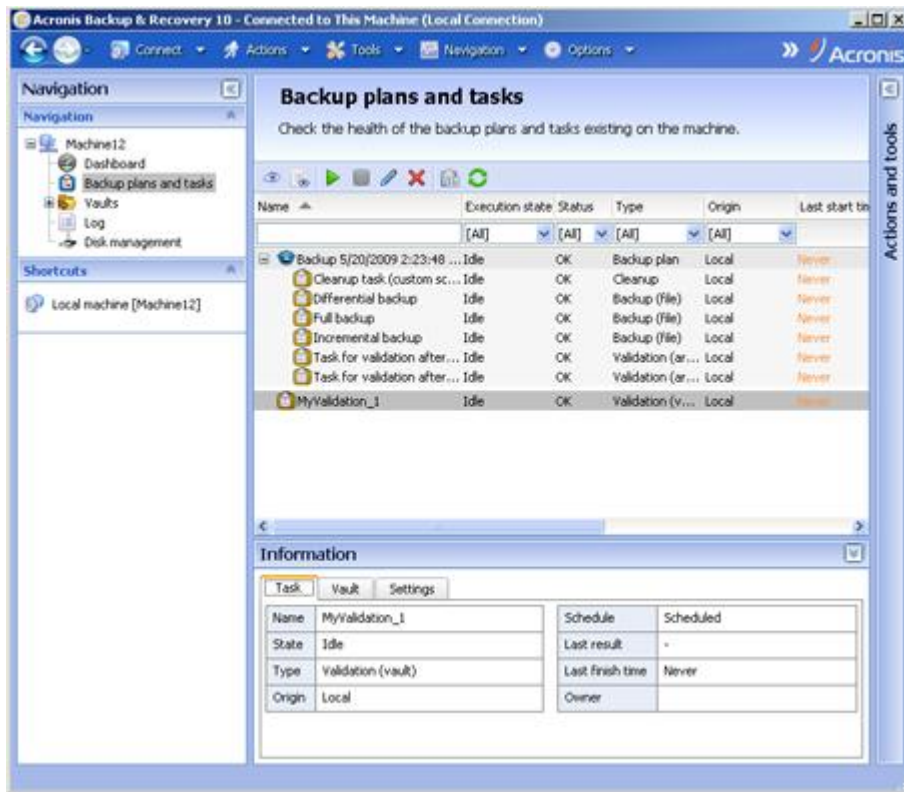 Acronis Backup & Recovery 10 - Connected to This Machine (Local Connection)
Connect Actions Tools Navigation Options » Acronis
Navigation
Navigation
Machine12
Dashboard
Backup plans and tasks
Vaults
Log
Disk management
Shortcuts
Local machine [Machine12]
Backup plans and tasks
Check the health of the backup plans and tasks existing on the machine.
Name Execution state Status Type Origin Last start tin
[All] [All] [All] [All]
Backup 5/20/2009 2:23:48 ... Idle OK Backup plan Local Never
Cleanup task (custom sc... Idle OK Cleanup Local Never
Differential backup Idle OK Backup (file) Local Never
Full backup Idle OK Backup (file) Local Never
Incremental backup Idle OK Backup (file) Local Never
Task for validation after... Idle OK Validation (ar... Local Never
Task for validation after... Idle OK Validation (ar... Local Never
MyValidation_1 Idle OK Validation (v... Local Never
Information
Task Vault Settings
Name MyValidation_1 Schedule Scheduled
State Idle Last result -
Type Validation (vault) Last finish time Never
Origin Local Owner
Actions and tools